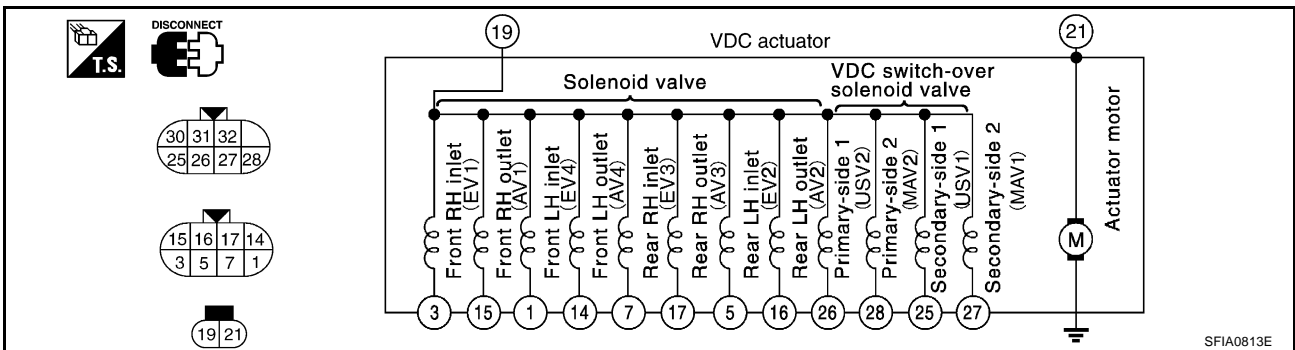 DISCONNECT
T.S.
19
21
VDC actuator
Solenoid valve
VDC switch-over
solenoid valve
30 31 32
25 26 27 28
15 16 17 14
3 5 7 1
19 21
Front RH inlet
(EV1)
Front RH outlet
(AV1)
Front LH inlet
(EV4)
Front LH outlet
(AV4)
Rear RH inlet
(EV3)
Rear RH outlet
(AV3)
Rear LH inlet
(EV2)
Rear LH outlet
(AV2)
Primary-side 1
(USV2)
Primary-side 2
(MAV2)
Secondary-side 1
(USV1)
Secondary-side 2
(MAV1)
Actuator motor
M
3 15 1 14 7 17 5 16 26 28 25 27
SFIA0813E